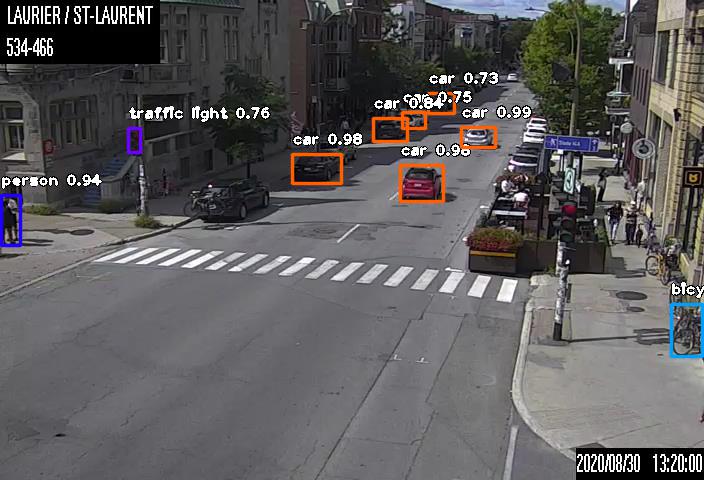 LAURIER / ST-LAURENT
534-466
car 0.73
car 0.84
0.75
traffic light 0.76
car 0.99
car 0.98
car 0.98
person 0.94
bicy
2020/08/30 13:20:00